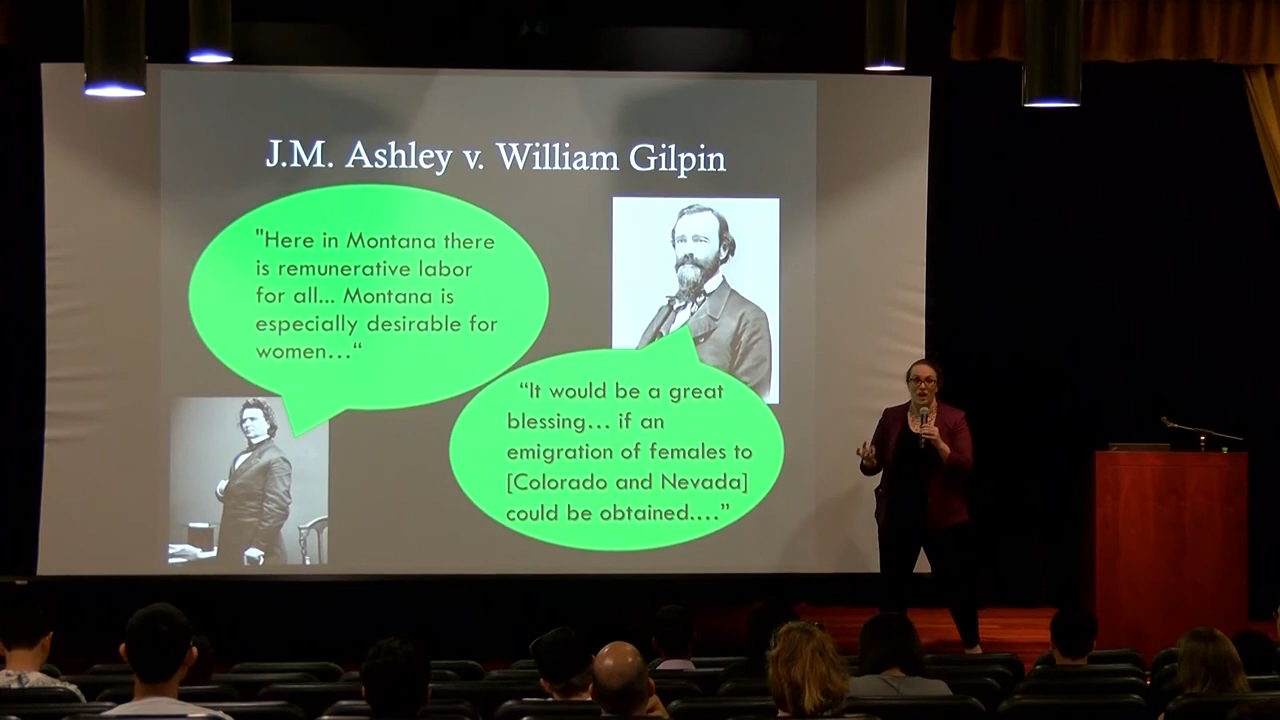 J.M. Ashley v. William Gilpin
"Here in Montana there
is remunerative labor
for all... Montana is
especially desirable for
women...“
“It would be a great
blessing... if an
emigration of females to
[Colorado and Nevada]
could be obtained....”